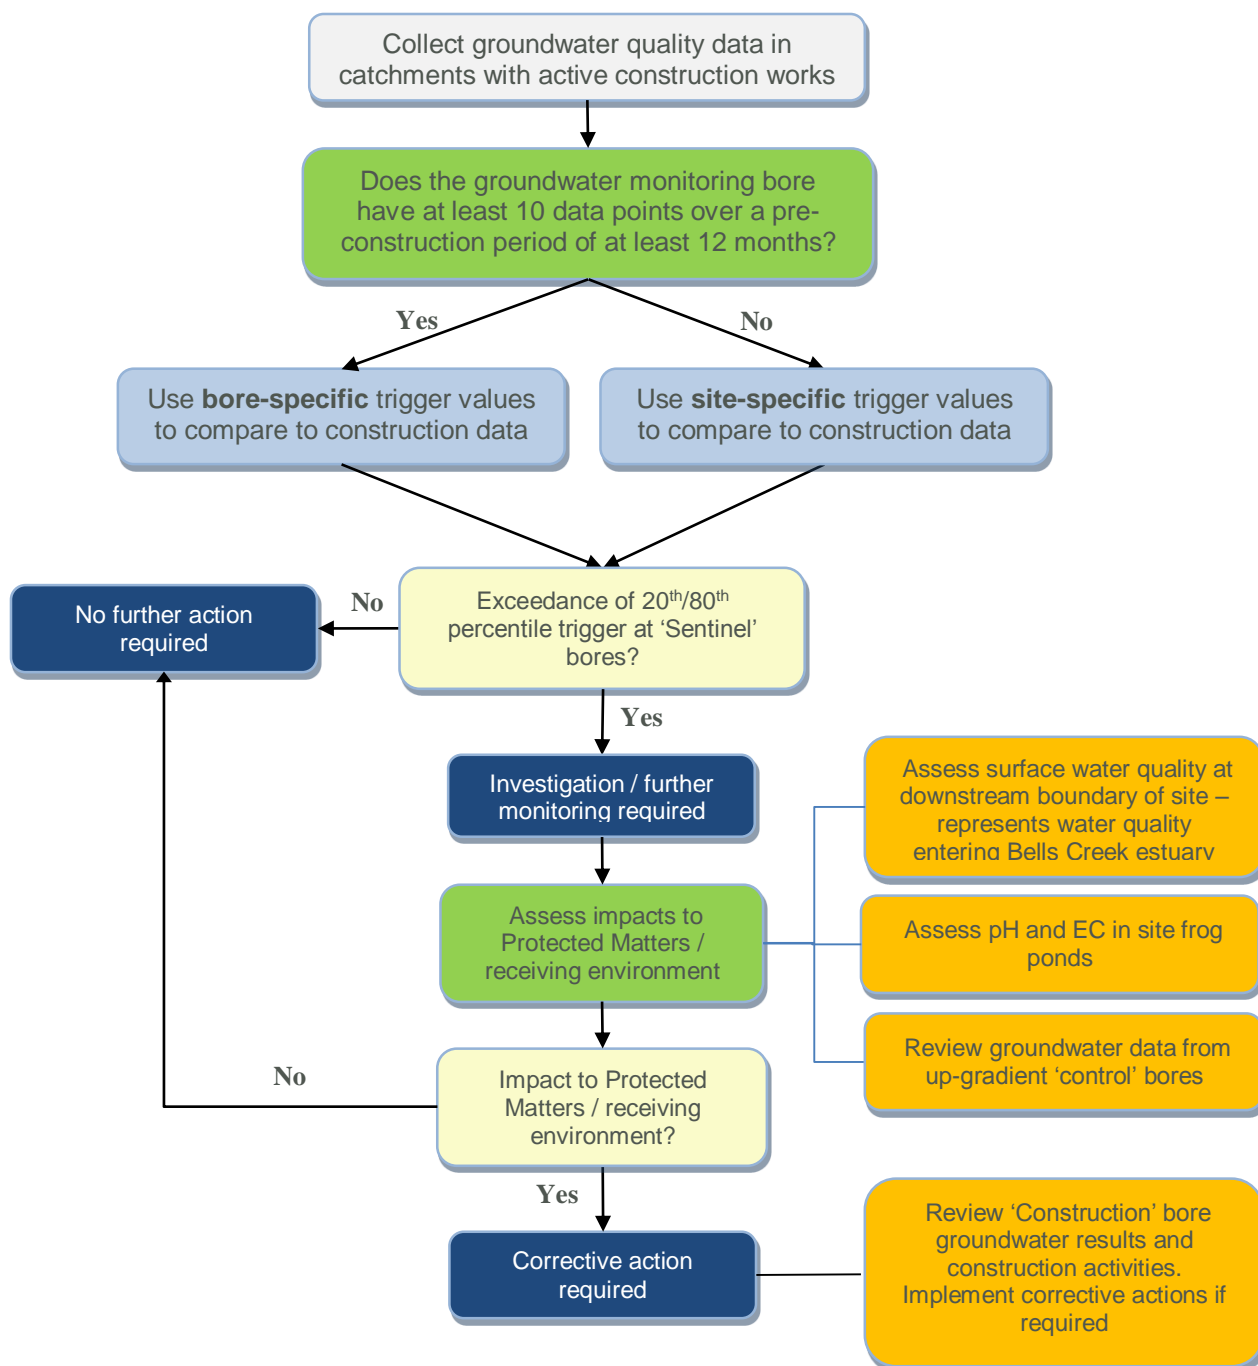 Collect groundwater quality data in
catchments with active construction works
Does the groundwater monitoring bore
have at least 10 data points over a pre-
construction period of at least 12 months?
Yes
No
Use bore-specific trigger values
to compare to construction data
Use site-specific trigger values
to compare to construction data
No further action
required
No
Exceedance of 20th/80th
percentile trigger at ‘Sentinel’
bores?
Yes
Investigation / further
monitoring required
Assess surface water quality at
downstream boundary of site –
represents water quality
entering Bells Creek estuary
Assess impacts to
Protected Matters /
receiving environment
Assess pH and EC in site frog
ponds
Review groundwater data from
up-gradient ‘control’ bores
No
Impact to Protected
Matters / receiving
environment?
Yes
Corrective action
required
Review ‘Construction’ bore
groundwater results and
construction activities.
Implement corrective actions if
required